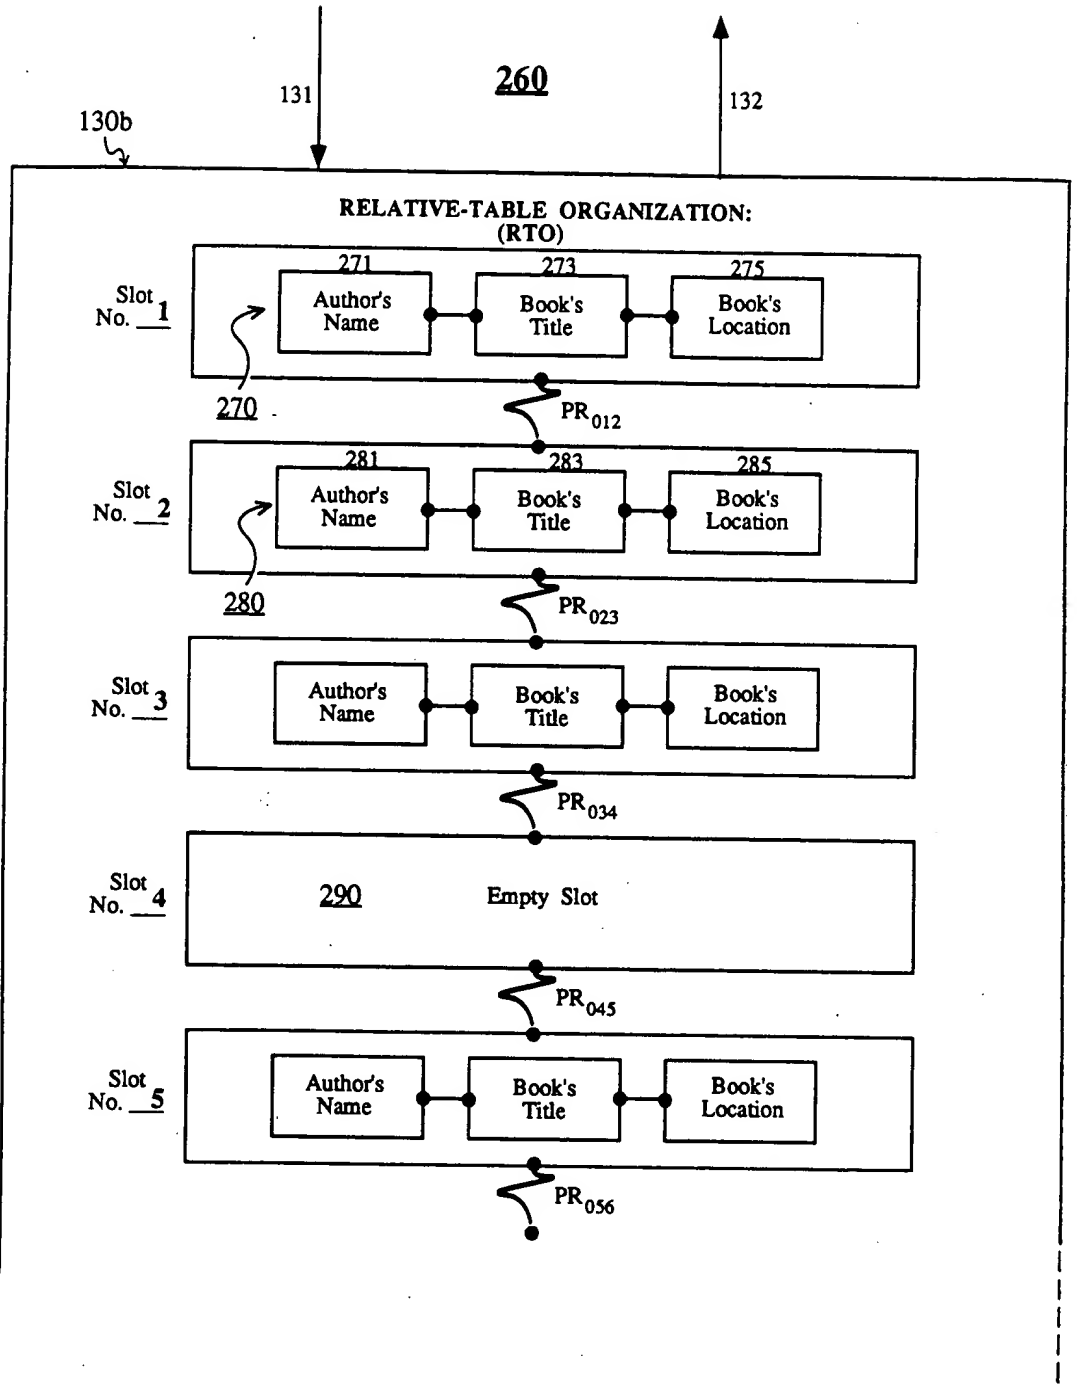 260
131
132
130b
RELATIVE-TABLE ORGANIZATION:
(RTO)
271 273 275
Slot
No. 1
Author's
Name
Book's
Title
Book's
Location
270
PR012
281 283 285
Slot
No. 2
Author's
Name
Book's
Title
Book's
Location
280
PR023
Slot
No. 3
Author's
Name
Book's
Title
Book's
Location
PR034
Slot
No. 4
290 Empty Slot
PR045
Slot
No. 5
Author's
Name
Book's
Title
Book's
Location
PR056